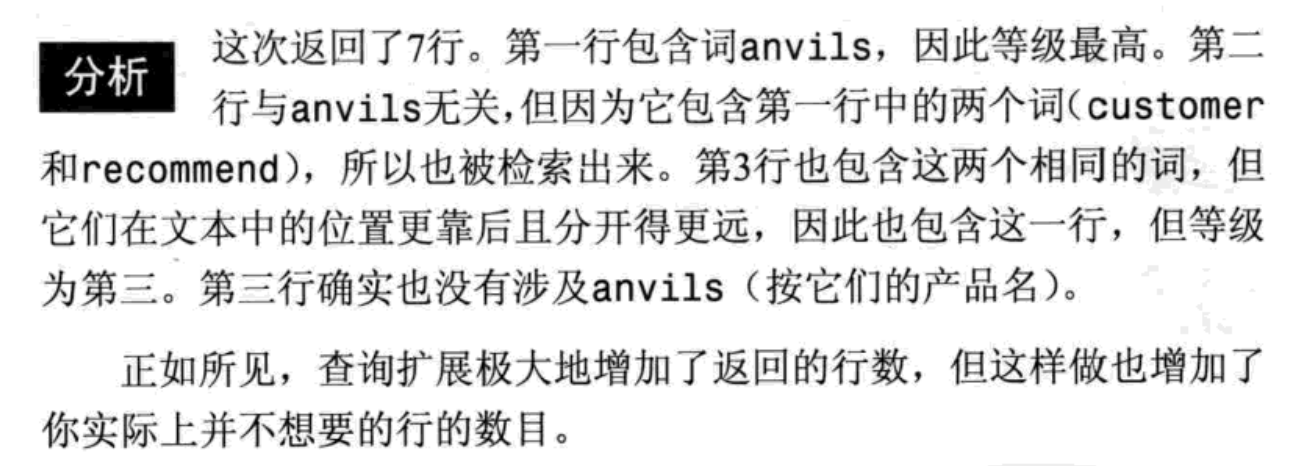 分析
这次返回了7行。第一行包含词anvils，因此等级最高。第二
行与anvils无关，但因为它包含第一行中的两个词（customer
和recommend），所以也被检索出来。第3行也包含这两个相同的词，但
它们在文本中的位置更靠后且分开得更远，因此也包含这一行，但等级
为第三。第三行确实也没有涉及anvils（按它们的产品名）。
正如所见，查询扩展极大地增加了返回的行数，但这样做也增加了
你实际上并不想要的行的数目。